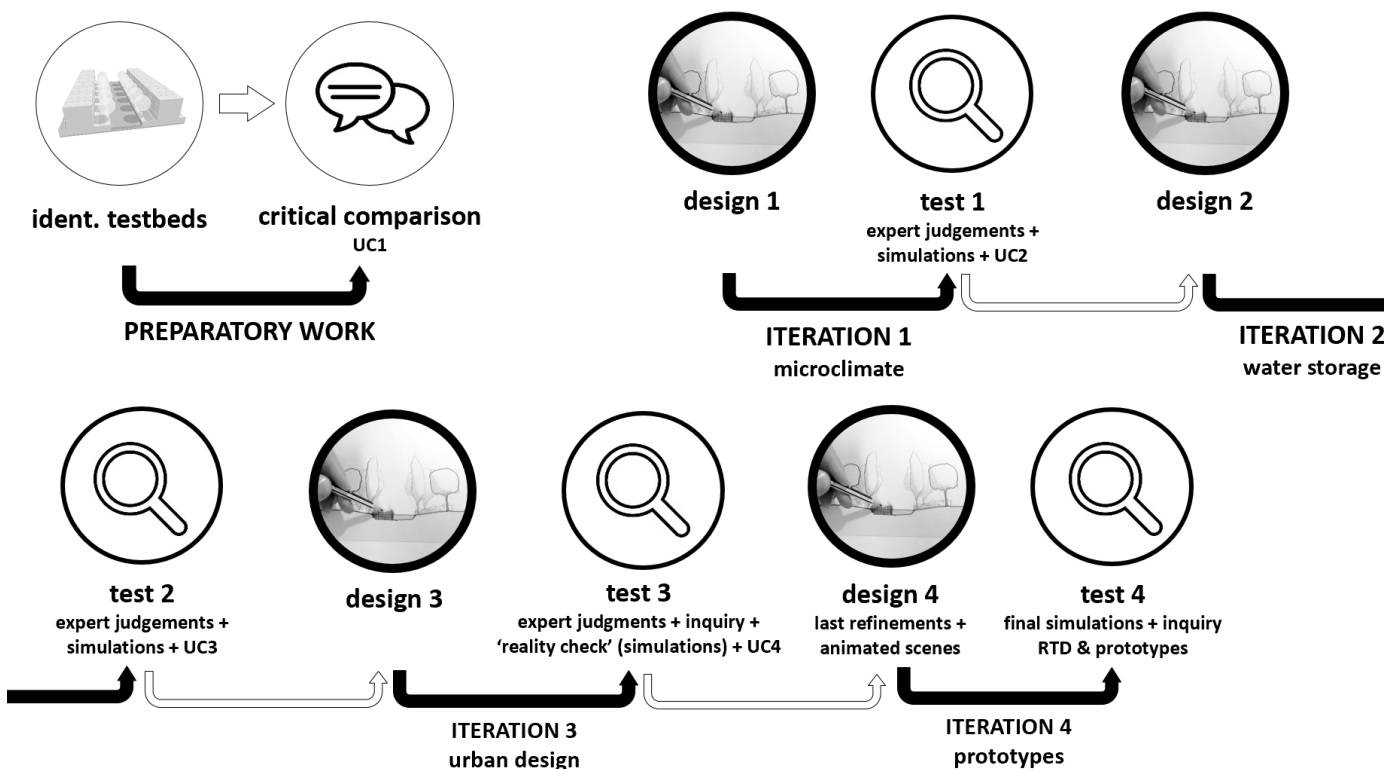 ident. testbeds
critical comparison
UC1
PREPARATORY WORK
design 1
test 1
expert judgements +
simulations + UC2
design 2
ITERATION 1
microclimate
ITERATION 2
water storage
test 2
expert judgements +
simulations + UC3
design 3
test 3
expert judgments + inquiry +
‘reality check’ (simulations) + UC4
design 4
last refinements +
animated scenes
test 4
final simulations + inquiry
RTD & prototypes
ITERATION 3
urban design
ITERATION 4
prototypes